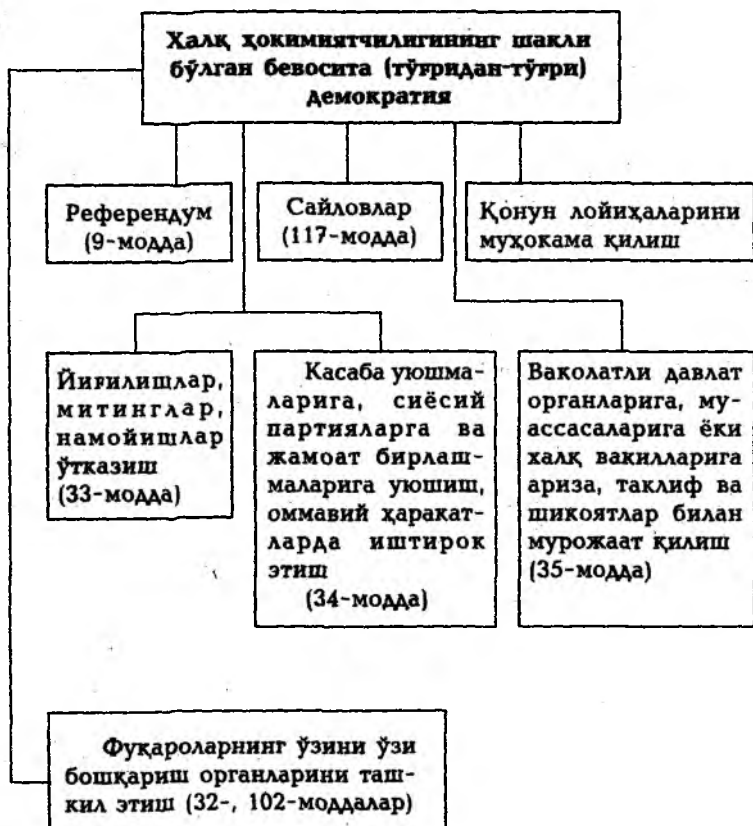 Халқ ҳокимиятчилигининг шакли
бўлган бевосита (тўғридан-тўғри)
демократия
Референдум
(9-модда)
Сайловлар
(117-модда)
Қонун лойиҳаларини
муҳокама қилиш
Йиғилишлар,
митинглар,
намойишлар
ўтказиш
(33-модда)
Касаба уюшма-
ларига, сиёсий
партияларга ва
жамоат бирлаш-
маларига уюшиш,
оммавий ҳаракат-
ларда иштирок
этиш
(34-модда)
Ваколатли давлат
органларига, му-
ассасаларига ёки
халқ вакилларига
ариза, таклиф ва
шикоятлар билан
мурожаат қилиш
(35-модда)
Фуқароларнинг ўзини ўзи
бошқариш органларини таш-
кил этиш (32-, 102-моддалар)